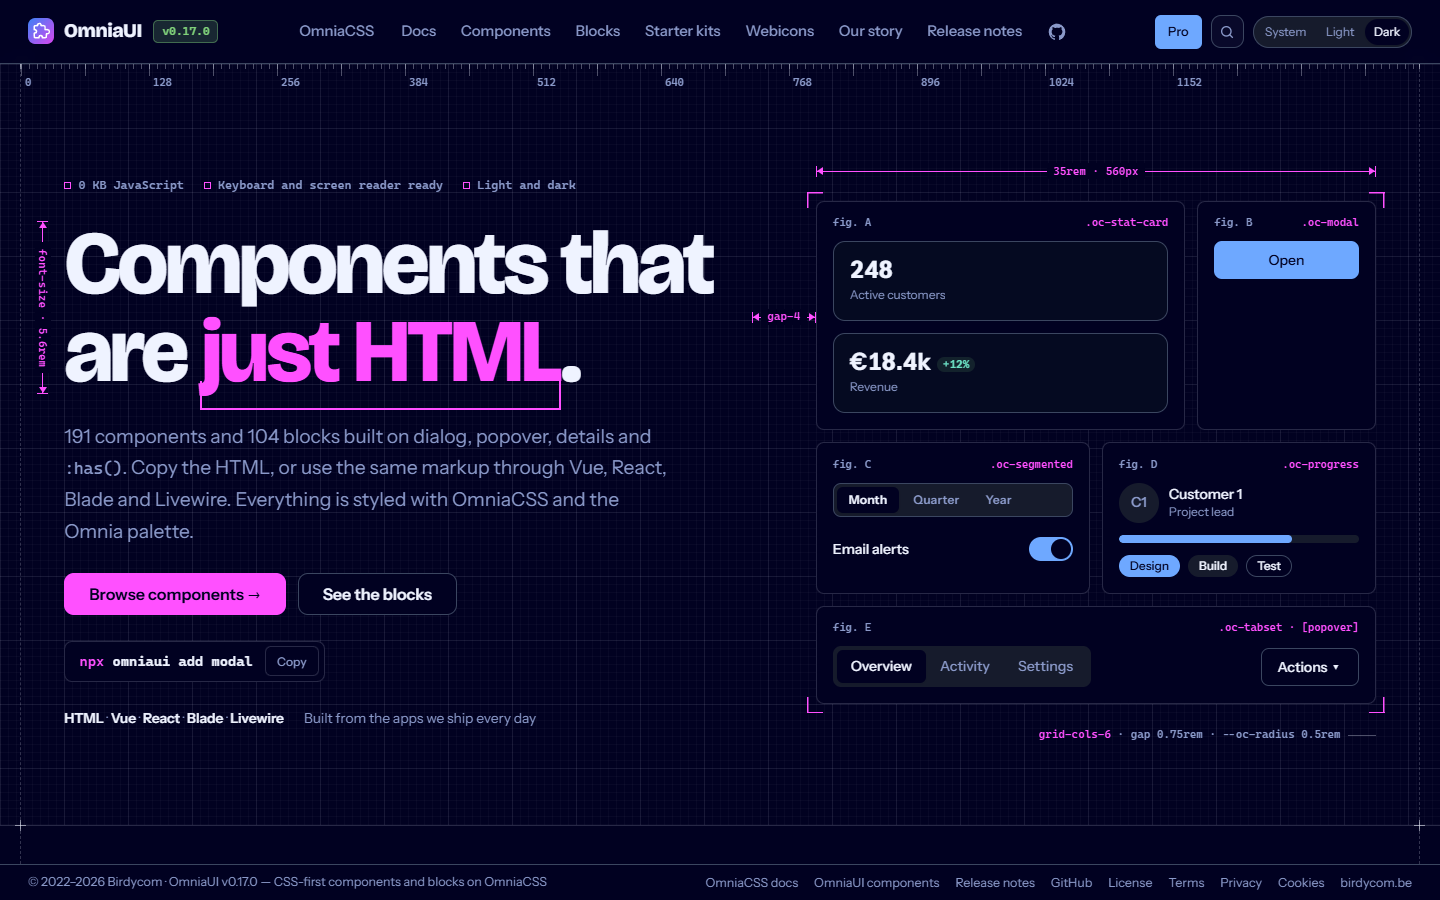 OmniaUI v0.17.0 OmniaCSS Docs Components Blocks Starter kits Webicons Our story Release notes Pro System Light Dark
0 128 256 384 512 640 768 896 1024 1152
0 KB JavaScript Keyboard and screen reader ready Light and dark
font-size · 5.6rem
Components that
are just HTML.
191 components and 104 blocks built on dialog, popover, details and
:has(). Copy the HTML, or use the same markup through Vue, React,
Blade and Livewire. Everything is styled with OmniaCSS and the
Omnia palette.
Browse components → See the blocks
npx omniaui add modal Copy
HTML · Vue · React · Blade · Livewire Built from the apps we ship every day
35rem · 560px
gap-4
fig. A .oc-stat-card
248
Active customers
€18.4k +12%
Revenue
fig. B .oc-modal
Open
fig. C .oc-segmented
Month Quarter Year
Email alerts
fig. D .oc-progress
C1 Customer 1
Project lead
Design Build Test
fig. E .oc-tabset · [popover]
Overview Activity Settings Actions ▾
grid-cols-6 · gap 0.75rem · --oc-radius 0.5rem
© 2022–2026 Birdycom · OmniaUI v0.17.0 — CSS-first components and blocks on OmniaCSS OmniaCSS docs OmniaUI components Release notes GitHub License Terms Privacy Cookies birdycom.be